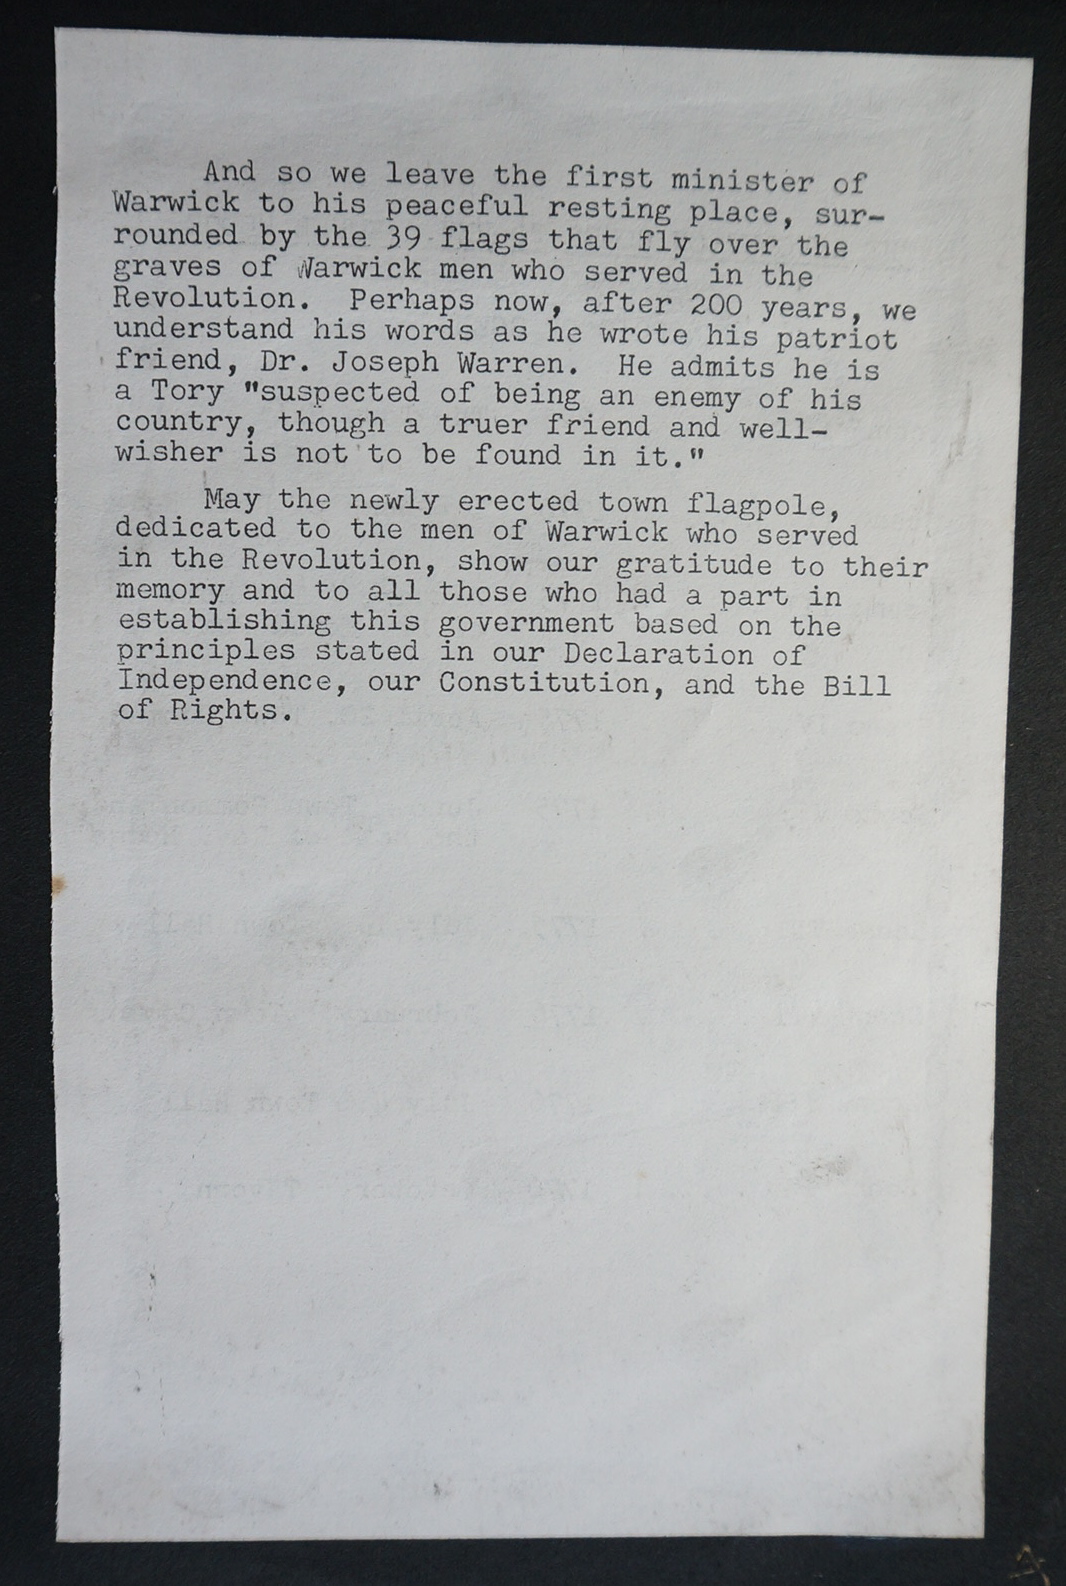 And so we leave the first minister of
Warwick to his peaceful resting place, sur-
rounded by the 39 flags that fly over the
graves of Warwick men who served in the
Revolution. Perhaps now, after 200 years, we
understand his words as he wrote his patriot
friend, Dr. Joseph Warren. He admits he is
a Tory "suspected of being an enemy of his
country, though a truer friend and well-
wisher is not to be found in it."
May the newly erected town flagpole,
dedicated to the men of Warwick who served
in the Revolution, show our gratitude to their
memory and to all those who had a part in
establishing this government based on the
principles stated in our Declaration of
Independence, our Constitution, and the Bill
of Rights.